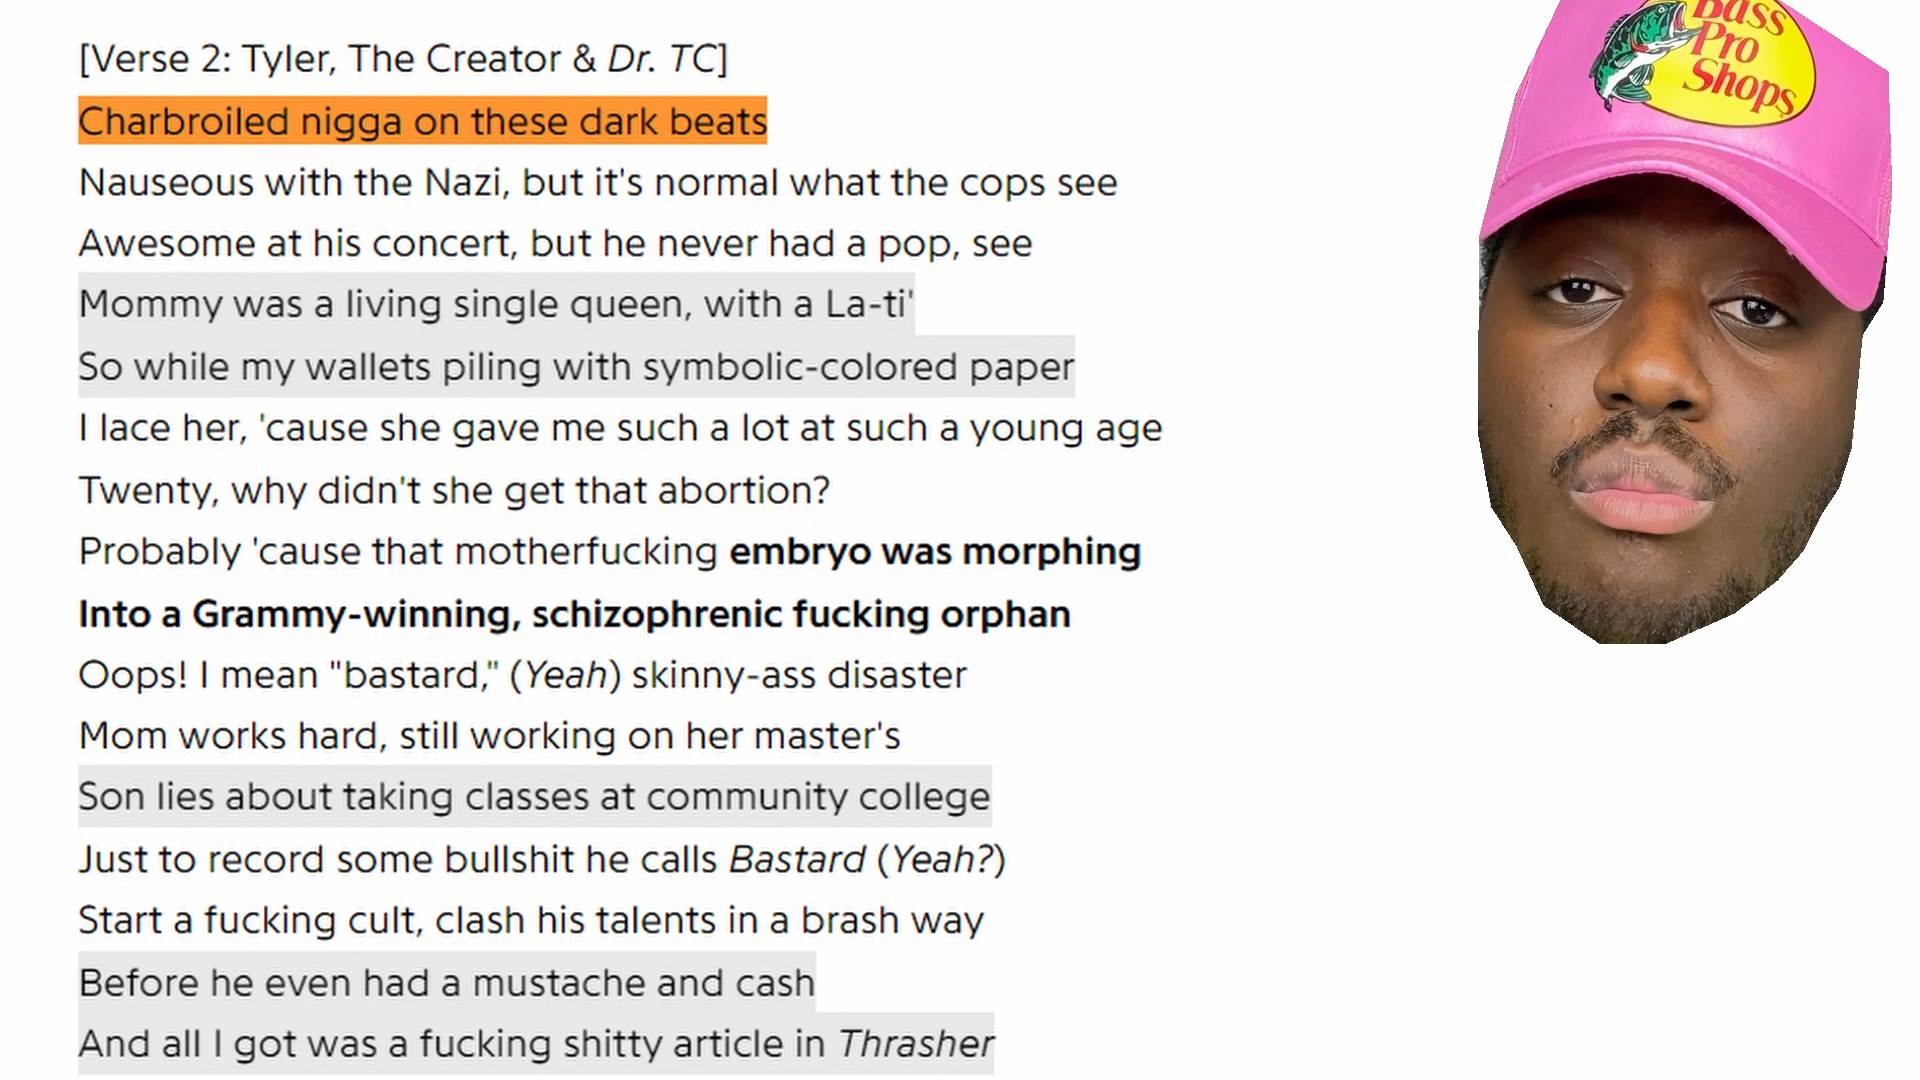 [Verse 2: Tyler, The Creator & Dr. TC]
Charbroiled nigga on these dark beats
Nauseous with the Nazi, but it's normal what the cops see
Awesome at his concert, but he never had a pop, see
Mommy was a living single queen, with a La-ti'
So while my wallets piling with symbolic-colored paper
I lace her, 'cause she gave me such a lot at such a young age
Twenty, why didn't she get that abortion?
Probably 'cause that motherfucking embryo was morphing
Into a Grammy-winning, schizophrenic fucking orphan
Oops! I mean "bastard," (Yeah) skinny-ass disaster
Mom works hard, still working on her master's
Son lies about taking classes at community college
Just to record some bullshit he calls Bastard (Yeah?)
Start a fucking cult, clash his talents in a brash way
Before he even had a mustache and cash
And all I got was a fucking shitty article in Thrasher
Bass
Pro
Shops